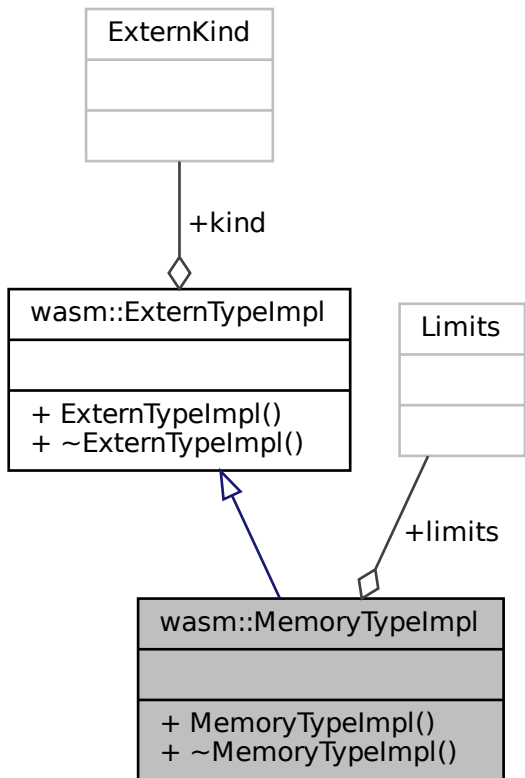 ExternKind
+kind
wasm::ExternTypeImpl
+ ExternTypeImpl()
+ ~ExternTypeImpl()
Limits
+limits
wasm::MemoryTypeImpl
+ MemoryTypeImpl()
+ ~MemoryTypeImpl()